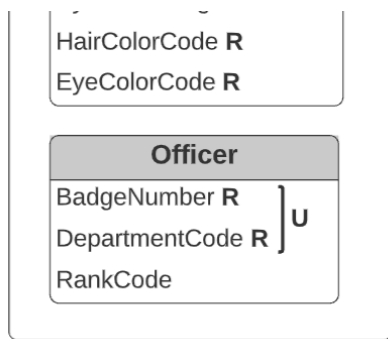 HairColorCode R
EyeColorCode R
Officer
BadgeNumber R
DepartmentCode R
U
RankCode